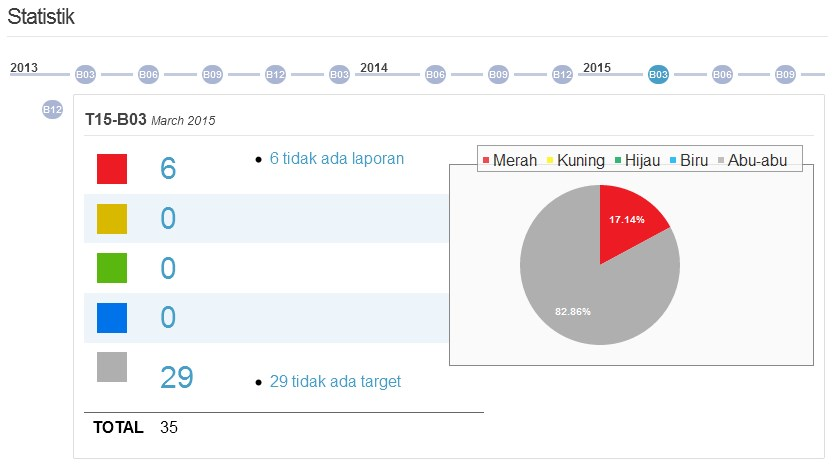 Statistik
2013 B03 B06 B09 B12 B03 2014 B06 B09 B12 2015 B03 B06 B09
B12
T15-B03 March 2015
6 • 6 tidak ada laporan
0
0
0
29 • 29 tidak ada target
TOTAL 35
Merah Kuning Hijau Biru Abu-abu
17.14%
82.86%